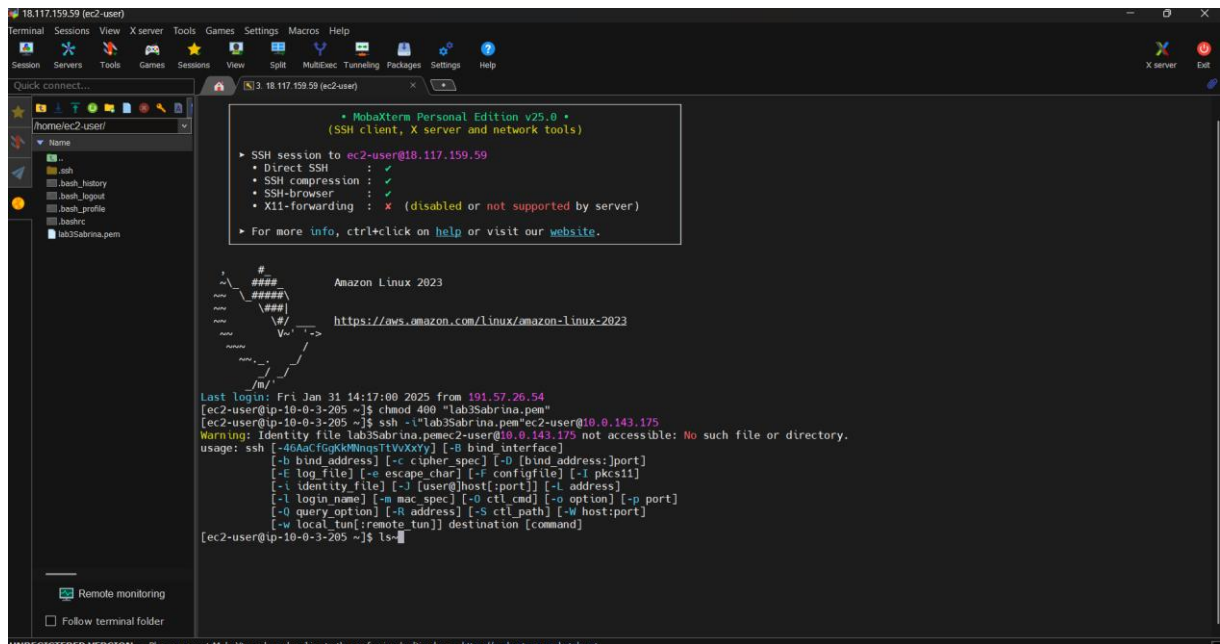 18.117.159.59 (ec2-user)
Terminal Sessions View X server Tools Games Settings Macros Help
Session Servers Tools Games Sessions View Split MultiExec Tunneling Packages Settings Help X server Exit
Quick connect...
3. 18.117.159.59 (ec2-user)
/home/ec2-user/
Name
..
.ssh
.bash_history
.bash_logout
.bash_profile
.bashrc
lab3Sabrina.pem
• MobaXterm Personal Edition v25.0 •
(SSH client, X server and network tools)
► SSH session to ec2-user@18.117.159.59
• Direct SSH : ✔
• SSH compression : ✔
• SSH-browser : ✔
• X11-forwarding : ✘ (disabled or not supported by server)
► For more info, ctrl+click on help or visit our website.
Amazon Linux 2023
https://aws.amazon.com/linux/amazon-linux-2023
Last login: Fri Jan 31 14:17:00 2025 from 191.57.26.54
[ec2-user@ip-10-0-3-205 ~]$ chmod 400 "lab3Sabrina.pem"
[ec2-user@ip-10-0-3-205 ~]$ ssh -i"lab3Sabrina.pem"ec2-user@10.0.143.175
Warning: Identity file lab3Sabrina.pemec2-user@10.0.143.175 not accessible: No such file or directory.
usage: ssh [-46AaCfGgKkMNnqsTtVvXxYy] [-B bind_interface]
[-b bind_address] [-c cipher_spec] [-D [bind_address:]port]
[-E log_file] [-e escape_char] [-F configfile] [-I pkcs11]
[-i identity_file] [-J [user@]host[:port]] [-L address]
[-l login_name] [-m mac_spec] [-O ctl_cmd] [-o option] [-p port]
[-Q query_option] [-R address] [-S ctl_path] [-W host:port]
[-w local_tun[:remote_tun]] destination [command]
[ec2-user@ip-10-0-3-205 ~]$ ls~
Remote monitoring
Follow terminal folder